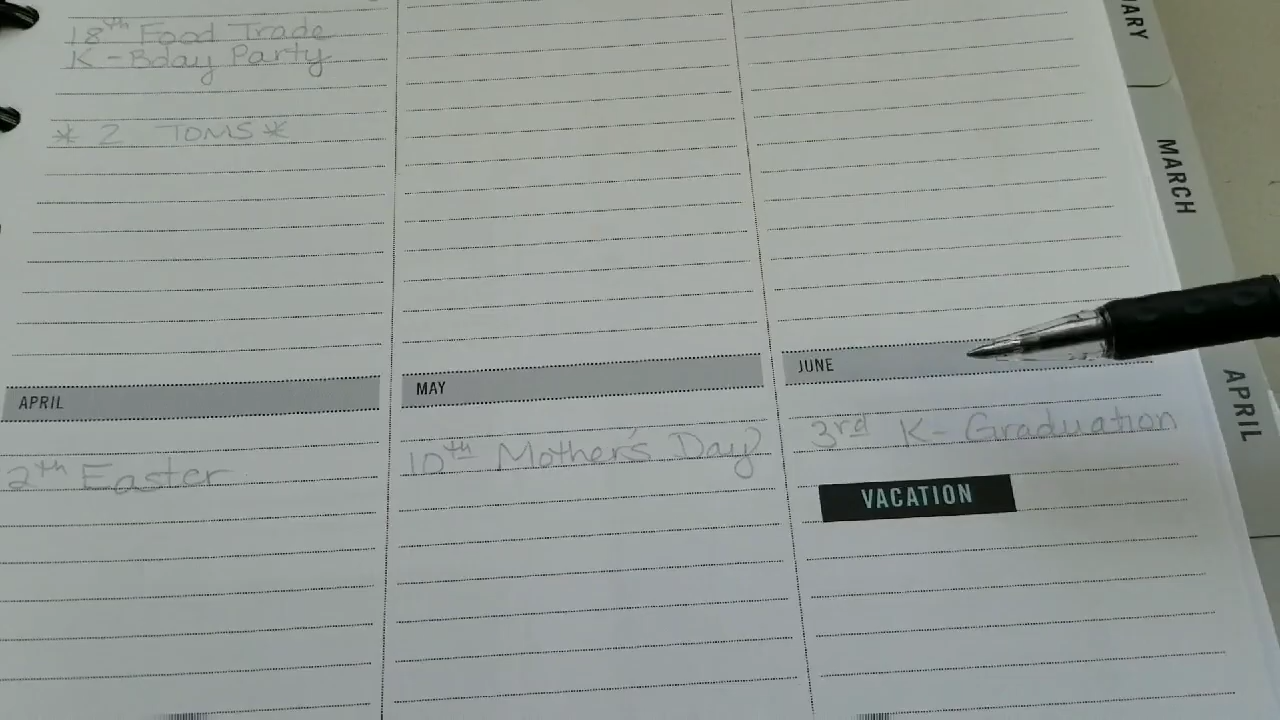 18th Food Trade
K - Bday Party
* 2 TOMS *
ARY
MARCH
APRIL
APRIL
2th Easter
MAY
10th Mother's Day
JUNE
3rd K- Graduation
VACATION